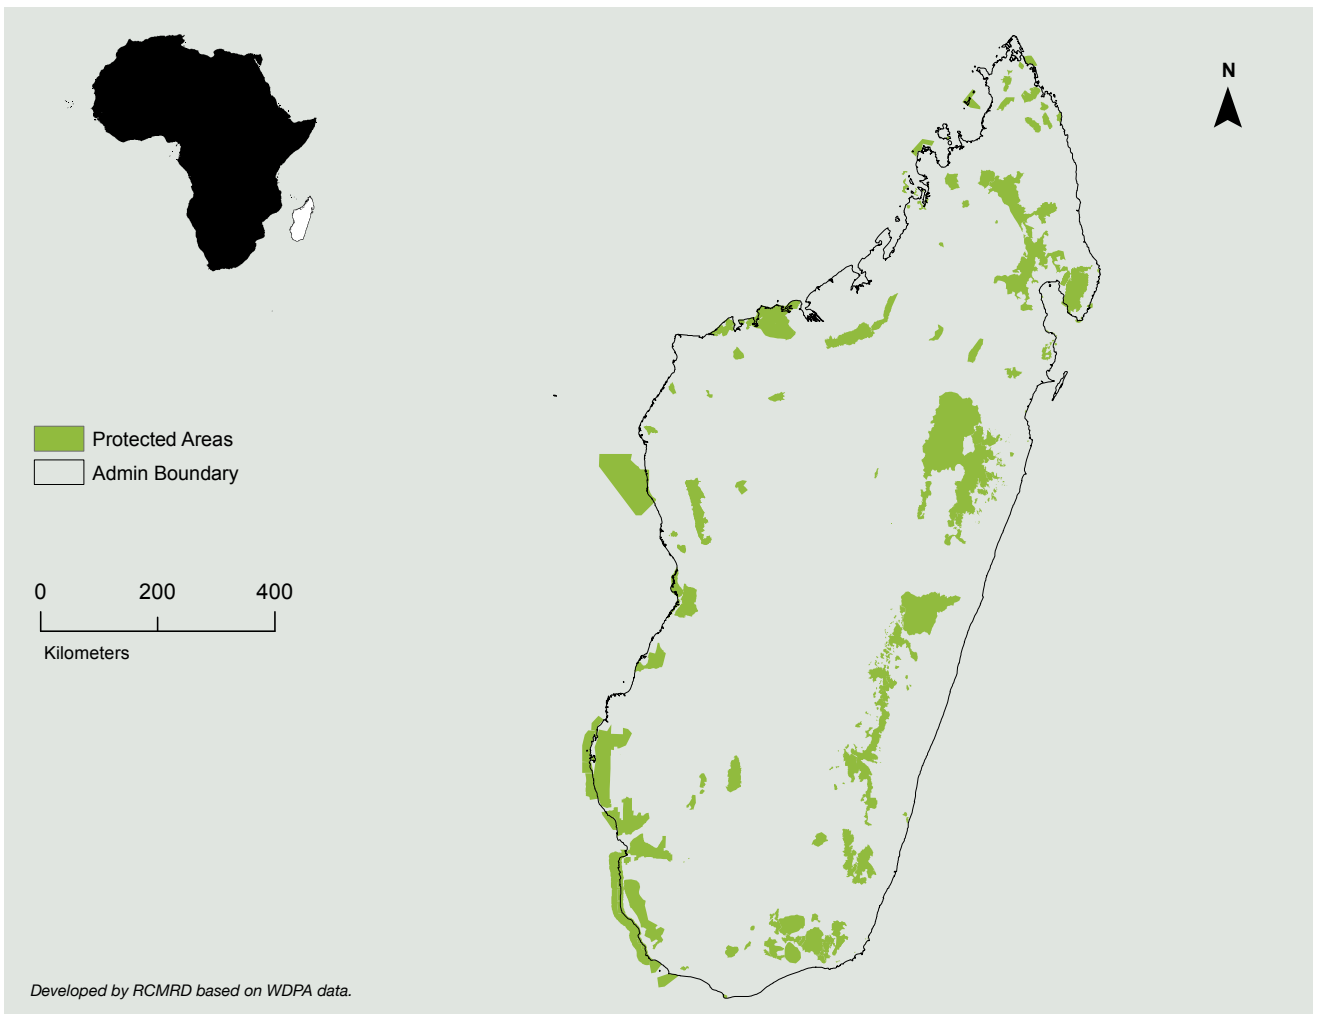 N
Protected Areas
Admin Boundary
0 200 400
Kilometers
Developed by RCMRD based on WDPA data.